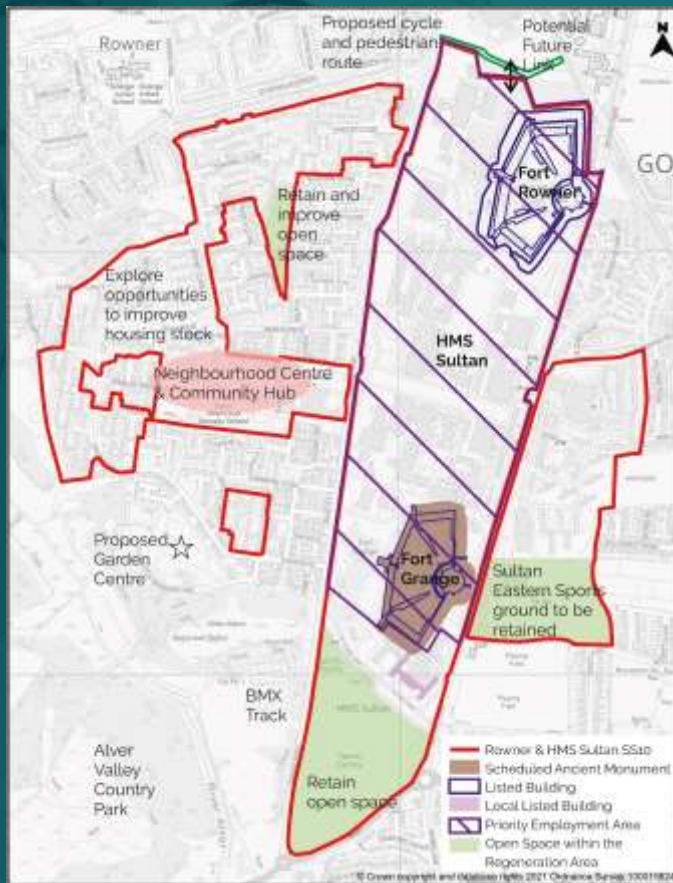 Rowner
Proposed cycle
and pedestrian
route
Potential
Future
Link
N
GO
Fort
Rowner
Retain and
improve
open
space
Explore
opportunities
to improve
housing stock
HMS
Sultan
Neighbourhood Centre
& Community Hub
Proposed
Garden
Centre
Fort
Grange
Sultan
Eastern Sports
ground to be
retained
BMX
Track
HMS Sultan
Alver
Valley
Country
Park
Retain
open space
Rowner & HMS Sultan SS10
Scheduled Ancient Monument
Listed Building
Local Listed Building
Priority Employment Area
Open Space within the
Regeneration Area
© Crown copyright and database rights 2021 Ordnance Survey